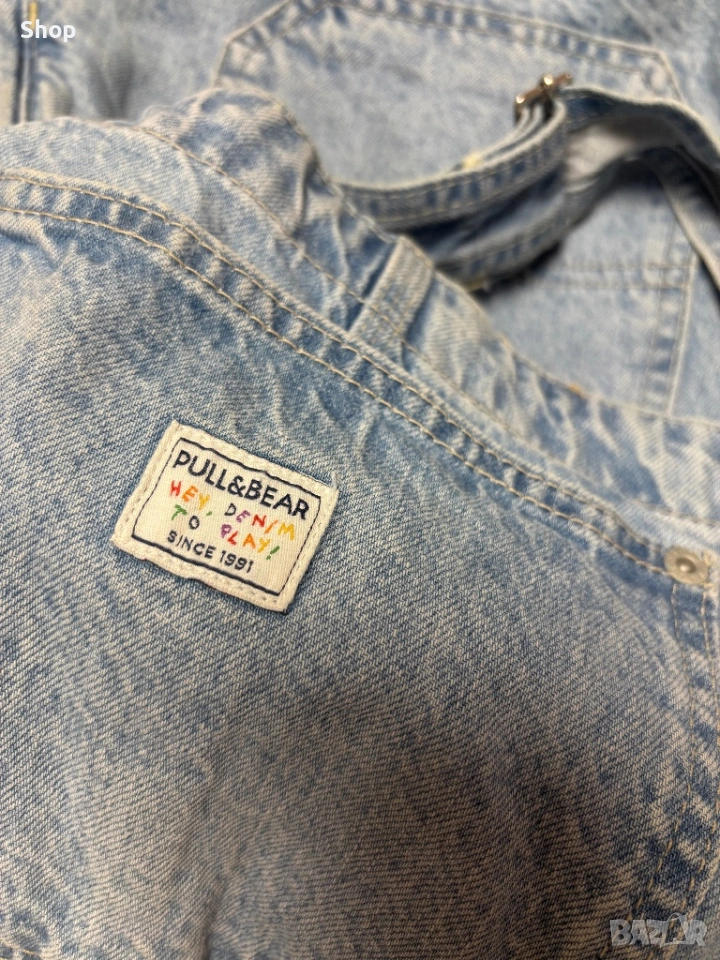 Shop
PULL&BEAR
HEY, DENIM
TO PLAY!
SINCE 1991
BAZAR